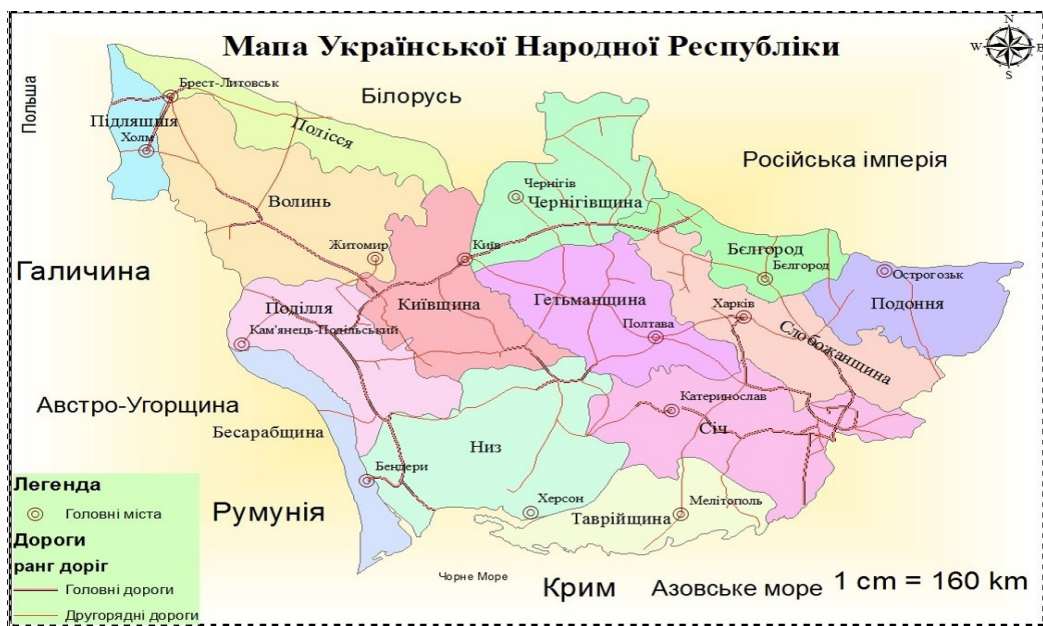 Мапа Української Народної Республіки
N
W E
S
Польша
Білорусь
Російська імперія
Галичина
Австро-Угорщина
Бесарабщина
Румунія
Чорне Море
Крим
Азовське море
1 cm = 160 km
Брест-Литовськ
Підляшшя
Холм
Полісся
Волинь
Житомир
Чернігів
Чернігівщина
Київ
Київщина
Бєлгород
Бєлгород
Острогозьк
Подоння
Гетьманщина
Полтава
Харків
Слобожанщина
Поділля
Кам'янець-Подільський
Катеринослав
Січ
Низ
Бендери
Херсон
Таврійщина
Мелітополь
Легенда
Головні міста
Дороги
ранг доріг
Головні дороги
Другорядні дороги